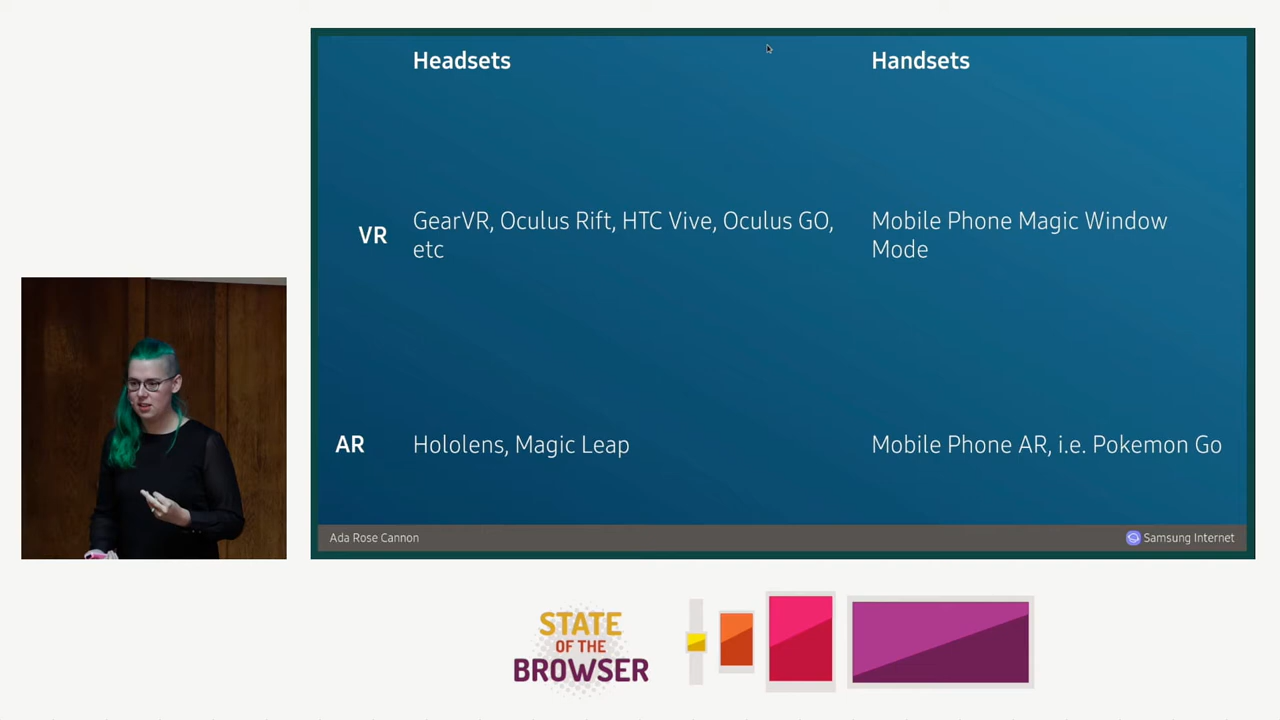 Headsets
Handsets
VR
GearVR, Oculus Rift, HTC Vive, Oculus GO,
etc
Mobile Phone Magic Window
Mode
AR
Hololens, Magic Leap
Mobile Phone AR, i.e. Pokemon Go
Ada Rose Cannon
Samsung Internet
STATE
OF THE
BROWSER